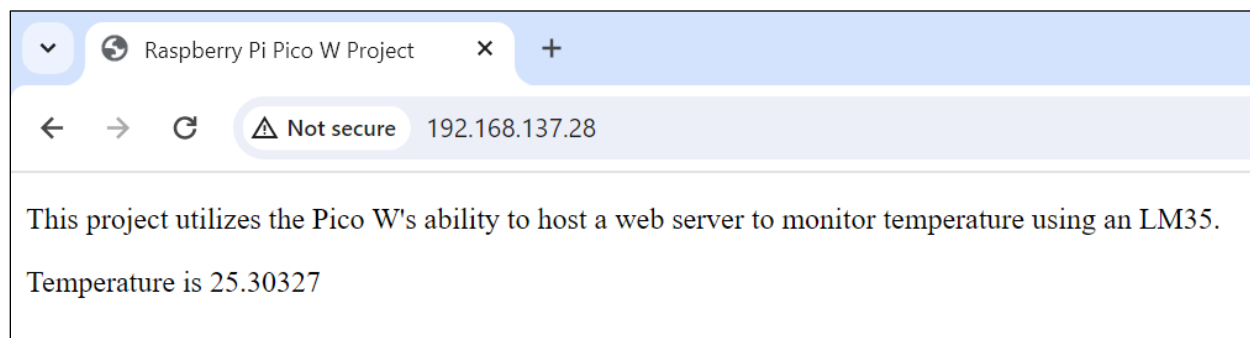 Raspberry Pi Pico W Project
Not secure 192.168.137.28
This project utilizes the Pico W's ability to host a web server to monitor temperature using an LM35.
Temperature is 25.30327